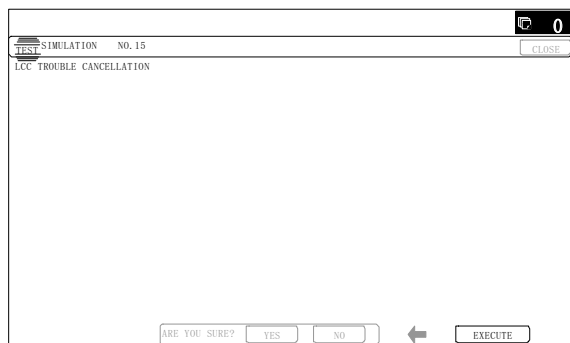 0
TEST SIMULATION NO.15 CLOSE
LCC TROUBLE CANCELLATION
ARE YOU SURE? YES NO EXECUTE